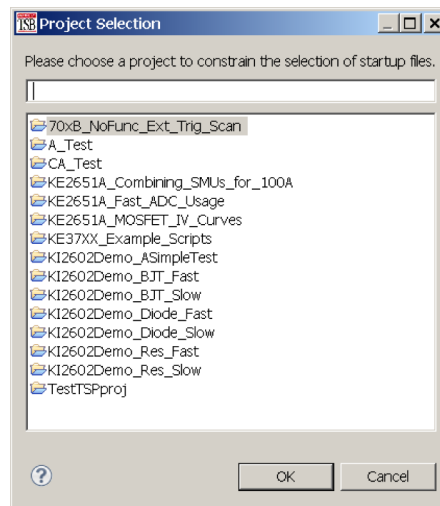 TSB Project Selection
Please choose a project to constrain the selection of startup files.
70xB_NoFunc_Ext_Trig_Scan
A_Test
CA_Test
KE2651A_Combining_SMUs_for_100A
KE2651A_Fast_ADC_Usage
KE2651A_MOSFET_IV_Curves
KE37XX_Example_Scripts
KI2602Demo_ASimpleTest
KI2602Demo_BJT_Fast
KI2602Demo_BJT_Slow
KI2602Demo_Diode_Fast
KI2602Demo_Diode_Slow
KI2602Demo_Res_Fast
KI2602Demo_Res_Slow
TestTSPproj
? OK Cancel